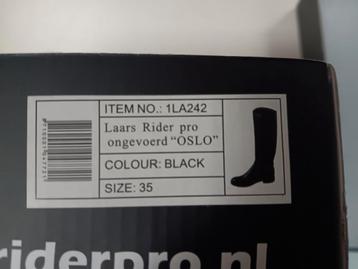 ITEM NO.: 1LA242
Laars Rider pro
ongevoerd "OSLO"
COLOUR: BLACK
SIZE: 35
riderpro.nl